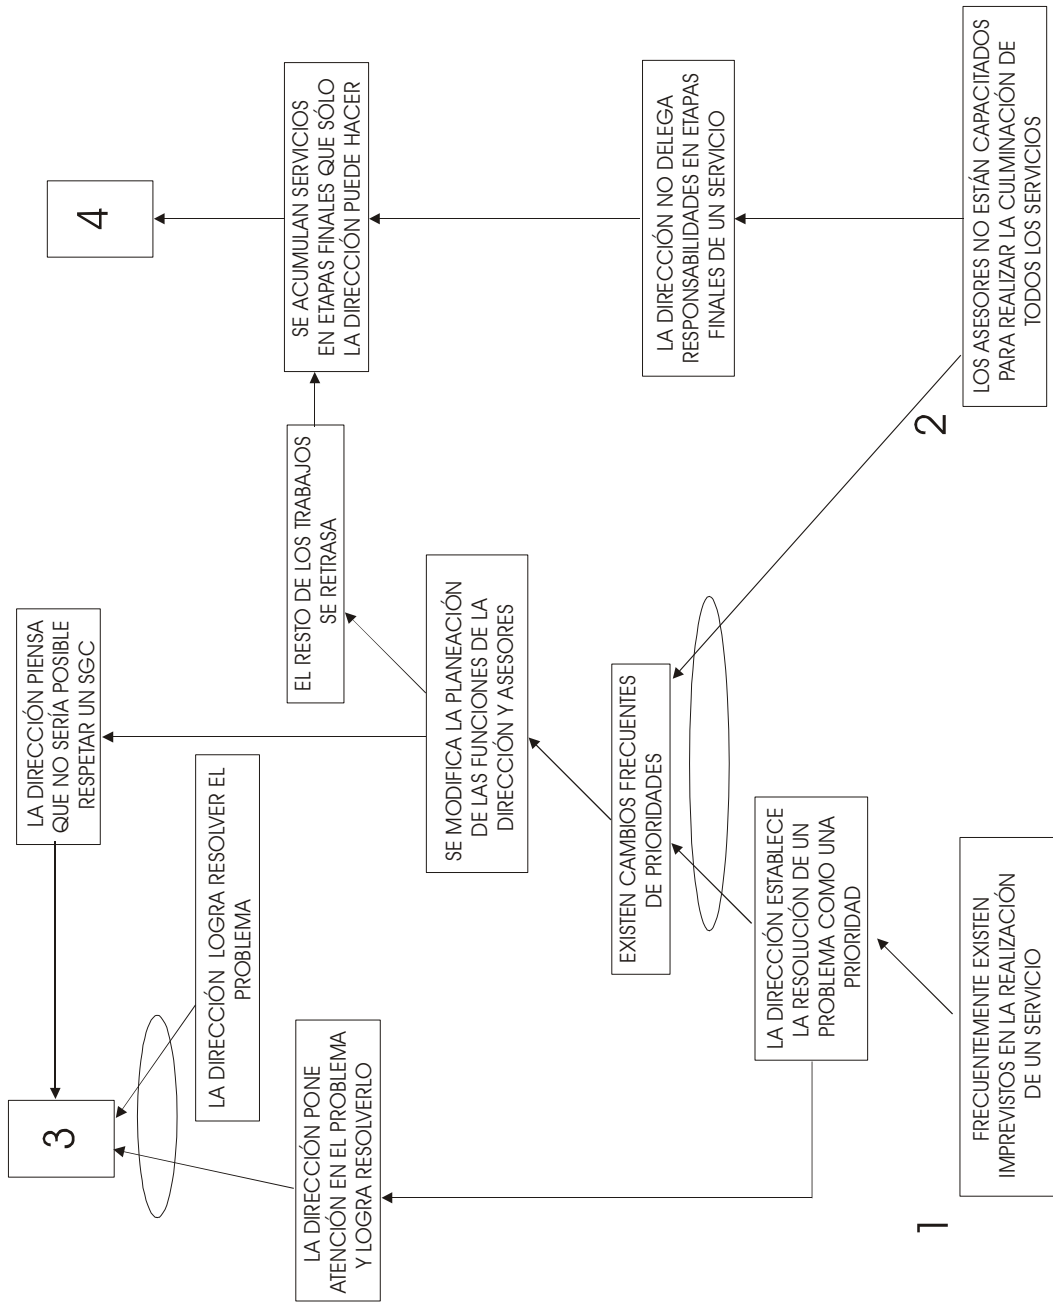 3
4
LA DIRECCIÓN PIENSA
QUE NO SERÍA POSIBLE
RESPETAR UN SGC
LA DIRECCIÓN LOGRA RESOLVER EL
PROBLEMA
LA DIRECCIÓN PONE
ATENCIÓN EN EL PROBLEMA
Y LOGRA RESOLVERLO
EL RESTO DE LOS TRABAJOS
SE RETRASA
SE ACUMULAN SERVICIOS
EN ETAPAS FINALES QUE SÓLO
LA DIRECCIÓN PUEDE HACER
SE MODIFICA LA PLANEACIÓN
DE LAS FUNCIONES DE LA
DIRECCIÓN Y ASESORES
EXISTEN CAMBIOS FRECUENTES
DE PRIORIDADES
LA DIRECCIÓN NO DELEGA
RESPONSABILIDADES EN ETAPAS
FINALES DE UN SERVICIO
LA DIRECCIÓN ESTABLECE
LA RESOLUCIÓN DE UN
PROBLEMA COMO UNA
PRIORIDAD
1
FRECUENTEMENTE EXISTEN
IMPREVISTOS EN LA REALIZACIÓN
DE UN SERVICIO
2
LOS ASESORES NO ESTÁN CAPACITADOS
PARA REALIZAR LA CULMINACIÓN DE
TODOS LOS SERVICIOS